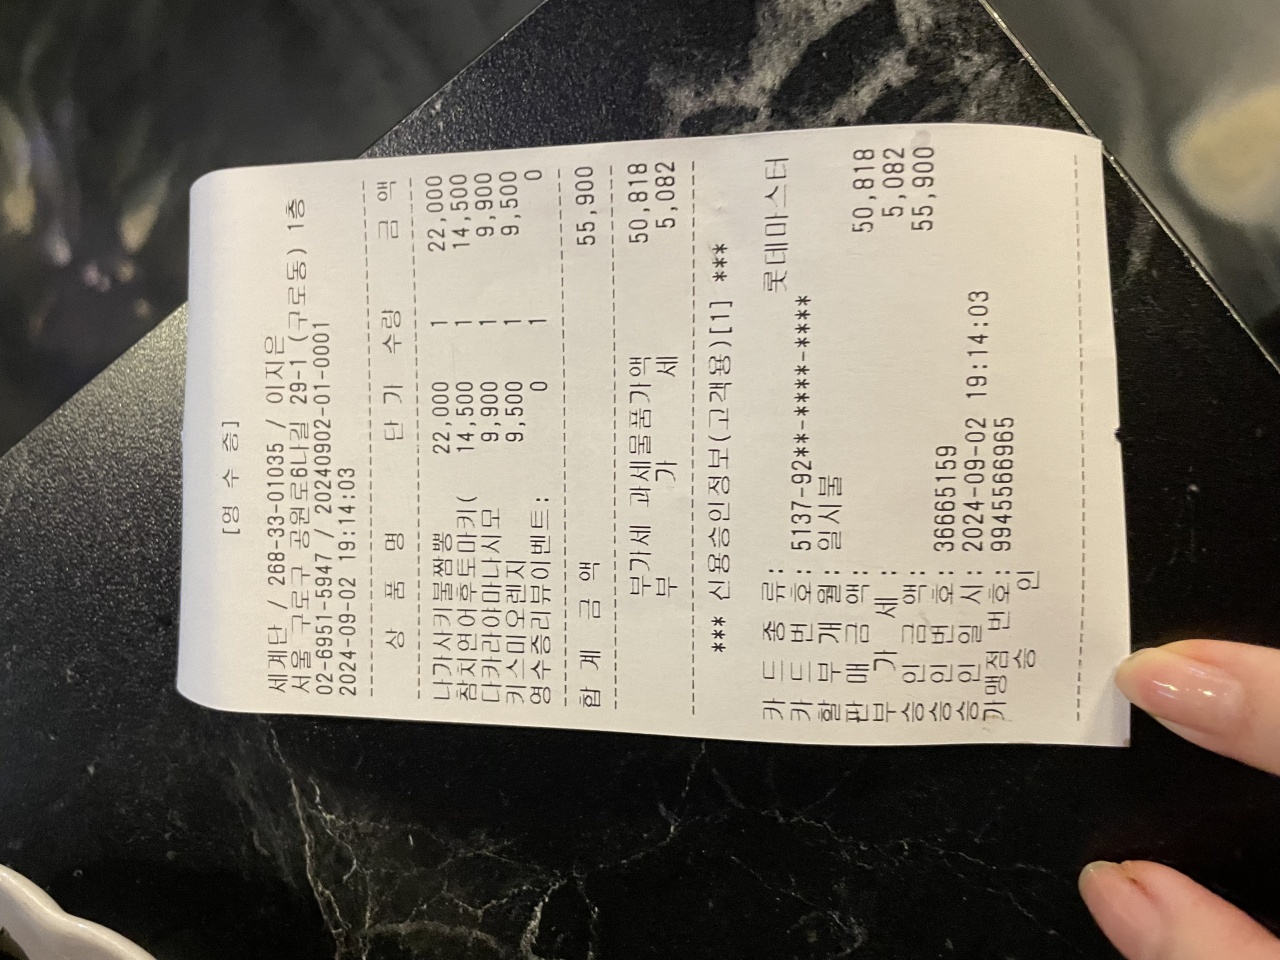 [영 수 증]
세계단 / 268-33-01035 / 이지은
서울 구로구 공원로6나길 29-1 (구로동) 1층
02-6951-5947 / 20240902-01-0001
2024-09-02 19:14:03
상 품 명 단 가 수량 금 액
나가사키불짬뽕 22,000 1 22,000
참치연어후토마키( 14,500 1 14,500
다카라야마나시모 9,900 1 9,900
키스미오렌지 9,500 1 9,500
영수증리뷰이벤트: 0 1 0
합 계 금 액 55,900
부가세 과세물품가액 50,818
부 가 세 5,082
*** 신용승인정보(고객용)[1] ***
카 드 종 류: 롯데마스터
카 드 번 호: 5137-92**-****-****
할 부 개 월: 일시불
판 매 금 액: 50,818
부 가 세 : 5,082
승 인 금 액: 55,900
승 인 번 호: 36665159
승 인 일 시: 2024-09-02 19:14:03
가맹점 번호: 9945566965
승 인